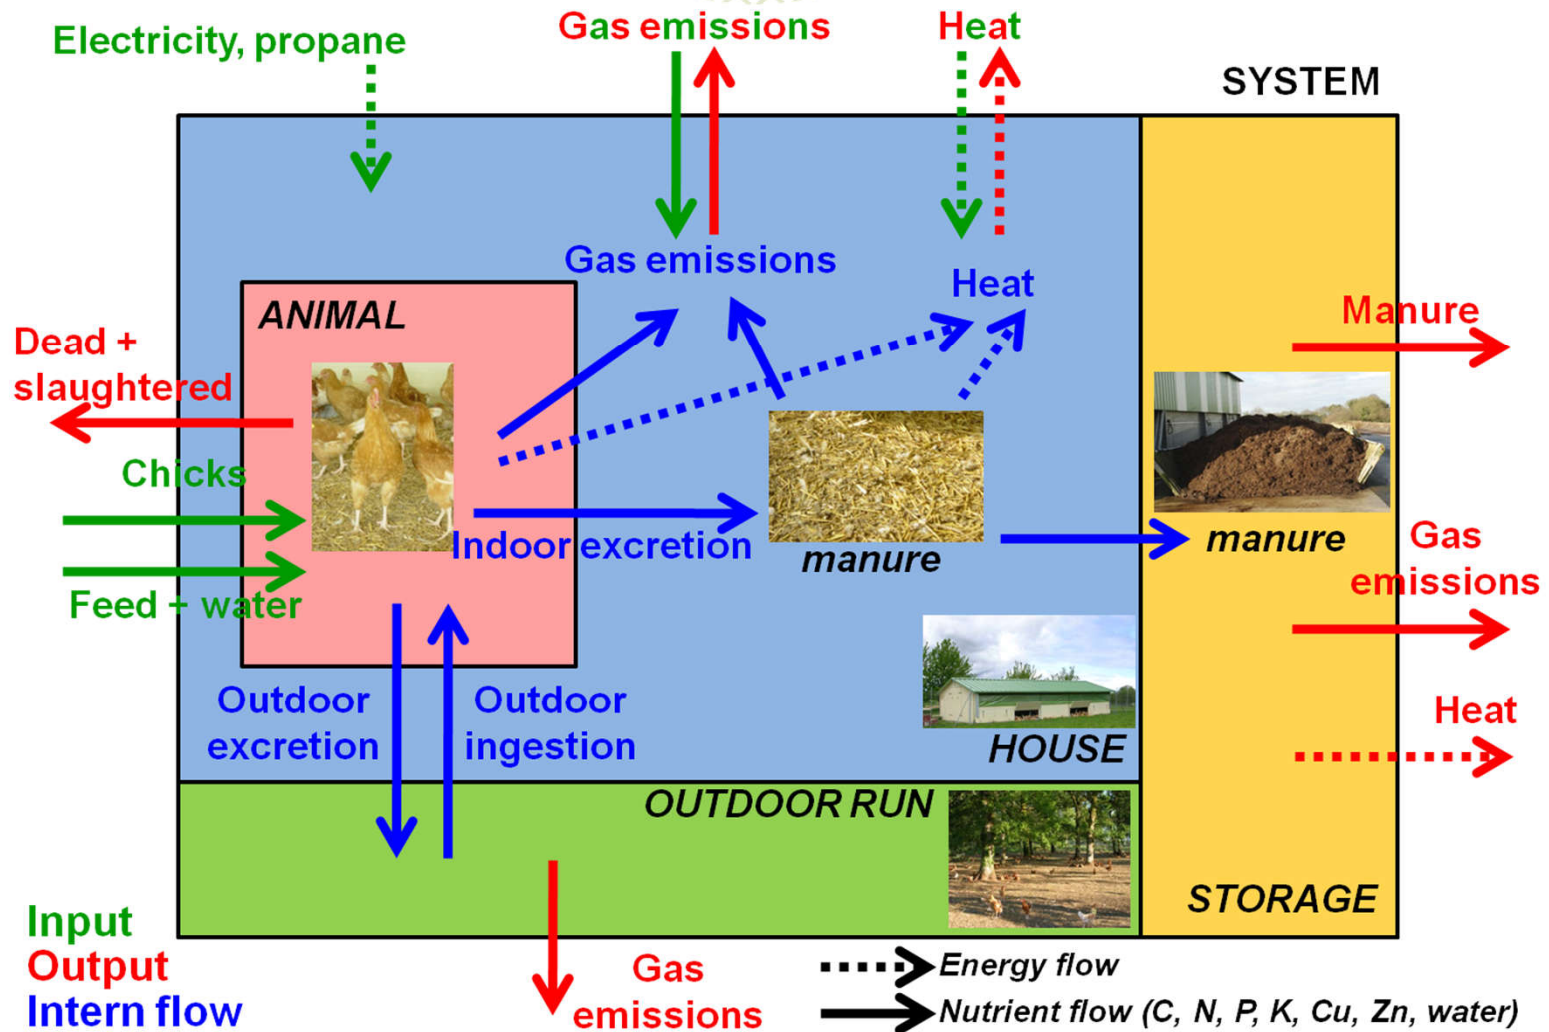 Electricity, propane
Gas emissions
Heat
SYSTEM
Gas emissions
Heat
ANIMAL
Dead +
slaughtered
Manure
Chicks
Indoor excretion
manure
manure
Gas
emissions
Feed + water
Outdoor
excretion
Outdoor
ingestion
Heat
HOUSE
OUTDOOR RUN
STORAGE
Input
Output
Intern flow
Gas
emissions
Energy flow
Nutrient flow (C, N, P, K, Cu, Zn, water)